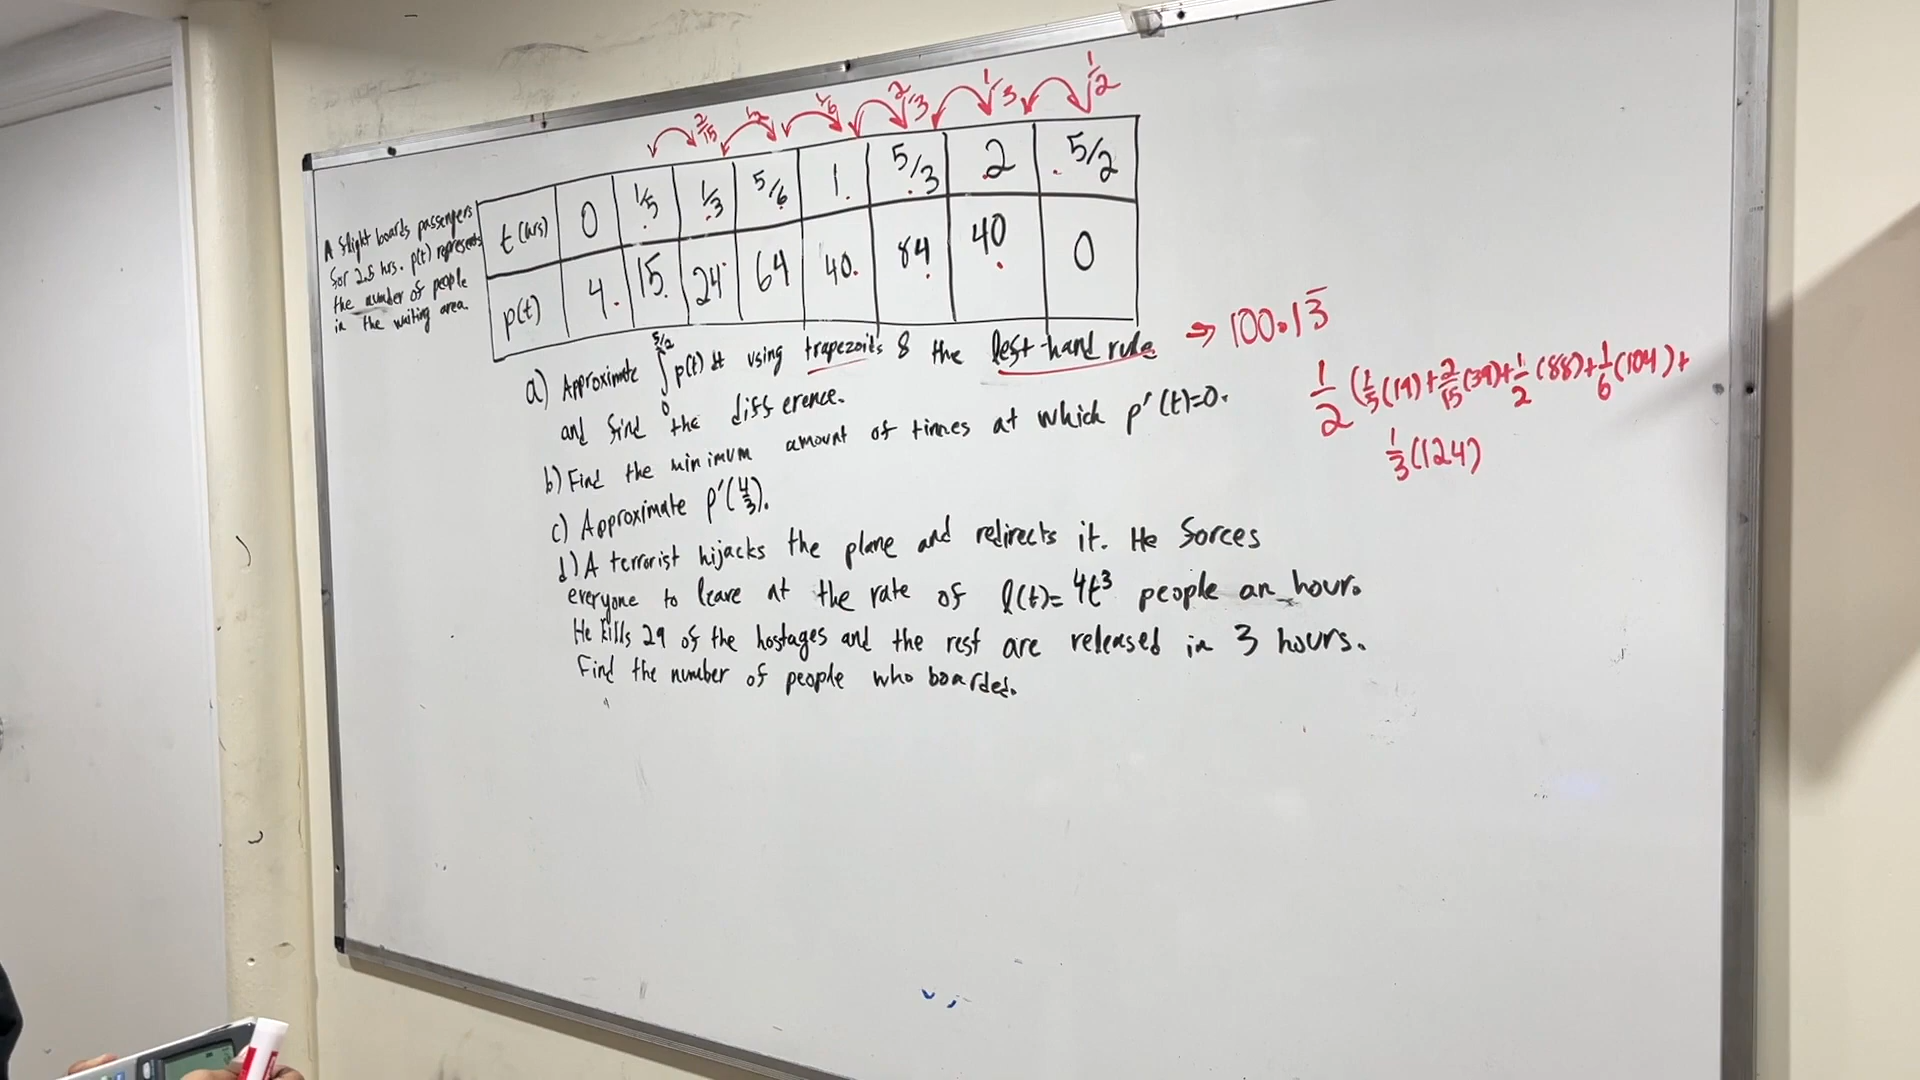 2/15 1/2 1/6 2/3 1/3 1/2
A flight boards passengers
for 2.5 hrs. p(t) represents
the number of people
in the waiting area.
t(hrs) 0 1/5 1/3 5/6 1 5/3 2 5/2
p(t) 4 15 24 64 40 84 40 0
a) Approximate ∫₀^(5/2) p(t) dt using trapezoids & the left-hand rule
and find the difference.
⇒ 100.13̅
1/2 (1/5(19)+2/15(39)+1/2(88)+1/6(104)+
1/3(124)
b) Find the minimum amount of times at which p'(t)=0.
c) Approximate p'(4/3).
d) A terrorist hijacks the plane and redirects it. He forces
everyone to leave at the rate of l(t)= 4t³ people an hour.
He kills 29 of the hostages and the rest are released in 3 hours.
Find the number of people who boarded.